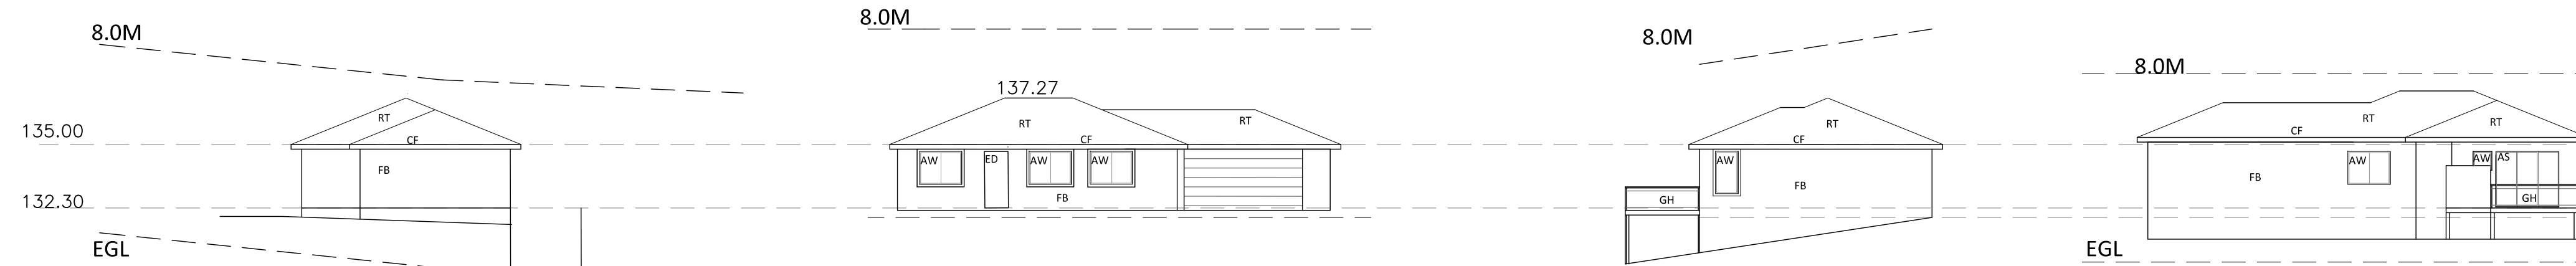 8.0M
135.00
RT
CF
FB
132.30
EGL
8.0M
137.27
RT
CF
RT
AW
ED
AW
AW
FB
8.0M
RT
CF
AW
FB
GH
8.0M
RT
CF
RT
AW
AW
AS
FB
GH
EGL